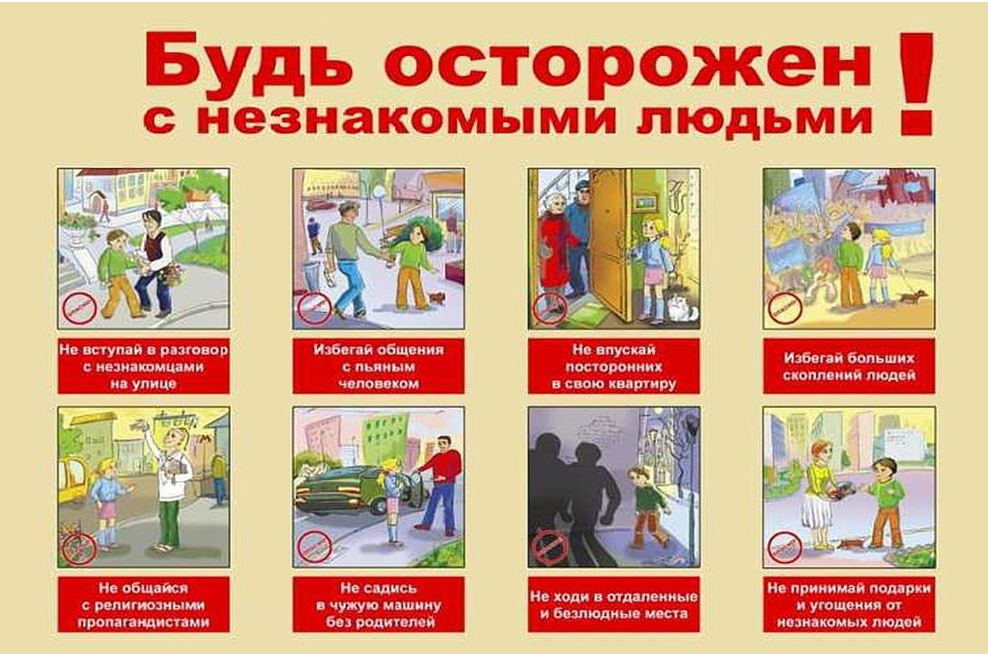 Будь осторожен
с незнакомыми людьми!
Не вступай в разговор
с незнакомцами
на улице
Избегай общения
с пьяным
человеком
Не впускай
посторонних
в свою квартиру
Избегай больших
скоплений людей
Не общайся
с религиозными
пропагандистами
Не садись
в чужую машину
без родителей
Не ходи в отдаленные
и безлюдные места
Не принимай подарки
и угощения от
незнакомых людей